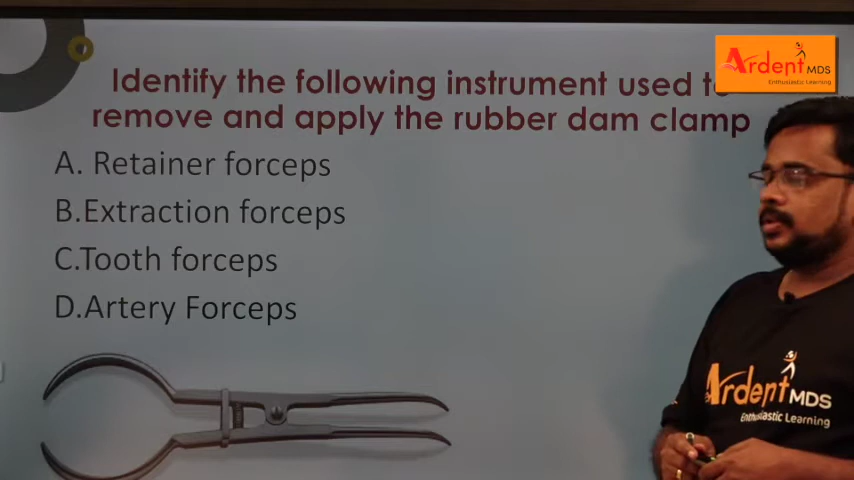 Ardent MDS
Enthusiastic Learning
Identify the following instrument used to
remove and apply the rubber dam clamp
A. Retainer forceps
B.Extraction forceps
C.Tooth forceps
D.Artery Forceps
Ardent MDS
Enthusiastic Learning